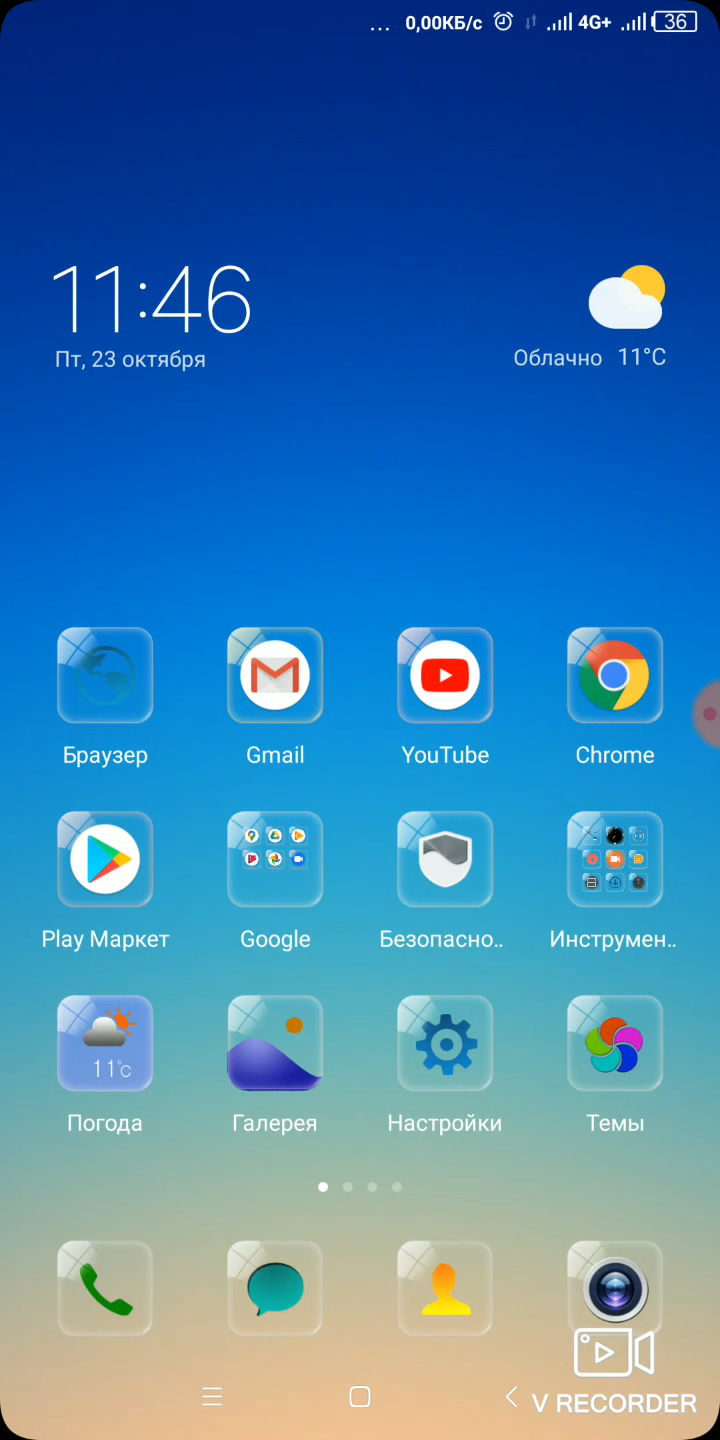 ... 0,00КБ/с 4G+ 36
11:46
Пт, 23 октября
Облачно 11°C
Браузер Gmail YouTube Chrome
Play Маркет Google Безопасно.. Инструмен..
11°c
Погода Галерея Настройки Темы
V RECORDER